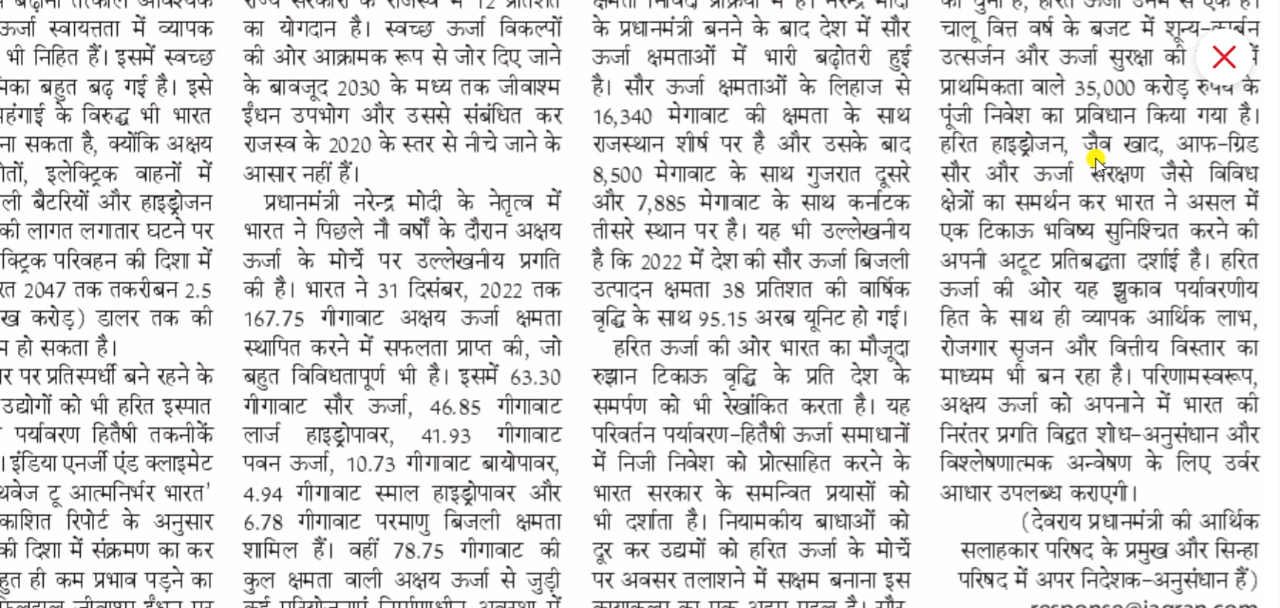 ऊर्जा स्वायत्तता में व्यापक
भी निहित हैं। इसमें स्वच्छ
बहुत बढ़ गई है। इसे
के विरुद्ध भी भारत
सकता है, क्योंकि अक्षय
इलेक्ट्रिक वाहनों में
बैटरियों और हाइड्रोजन
की लागत लगातार घटने पर
परिवहन की दिशा में
2047 तक तकरीबन 2.5
करोड़) डालर तक की
हो सकता है।
पर प्रतिस्पर्धी बने रहने के
उद्योगों को भी हरित इस्पात
पर्यावरण हितैषी तकनीकें
। इंडिया एनर्जी एंड क्लाइमेट
टू आत्मनिर्भर भारत'
रिपोर्ट के अनुसार
की दिशा में संक्रमण का कर
ही कम प्रभाव पड़ने का
का योगदान है। स्वच्छ ऊर्जा विकल्पों
की ओर आक्रामक रूप से जोर दिए जाने
के बावजूद 2030 के मध्य तक जीवाश्म
ईंधन उपभोग और उससे संबंधित कर
राजस्व के 2020 के स्तर से नीचे जाने के
आसार नहीं हैं।
प्रधानमंत्री नरेन्द्र मोदी के नेतृत्व में
भारत ने पिछले नौ वर्षों के दौरान अक्षय
ऊर्जा के मोर्चे पर उल्लेखनीय प्रगति
की है। भारत ने 31 दिसंबर, 2022 तक
167.75 गीगावाट अक्षय ऊर्जा क्षमता
स्थापित करने में सफलता प्राप्त की, जो
बहुत विविधतापूर्ण भी है। इसमें 63.30
गीगावाट सौर ऊर्जा, 46.85 गीगावाट
लार्ज हाइड्रोपावर, 41.93 गीगावाट
पवन ऊर्जा, 10.73 गीगावाट बायोपावर,
4.94 गीगावाट स्माल हाइड्रोपावर और
6.78 गीगावाट परमाणु बिजली क्षमता
शामिल हैं। वहीं 78.75 गीगावाट की
कुल क्षमता वाली अक्षय ऊर्जा से जुड़ी
क्षमता निविदा प्रक्रिया में है। नरेन्द्र मोदी
के प्रधानमंत्री बनने के बाद देश में सौर
ऊर्जा क्षमताओं में भारी बढ़ोतरी हुई
है। सौर ऊर्जा क्षमताओं के लिहाज से
16,340 मेगावाट की क्षमता के साथ
राजस्थान शीर्ष पर है और उसके बाद
8,500 मेगावाट के साथ गुजरात दूसरे
और 7,885 मेगावाट के साथ कर्नाटक
तीसरे स्थान पर है। यह भी उल्लेखनीय
है कि 2022 में देश की सौर ऊर्जा बिजली
उत्पादन क्षमता 38 प्रतिशत की वार्षिक
वृद्धि के साथ 95.15 अरब यूनिट हो गई।
हरित ऊर्जा की ओर भारत का मौजूदा
रुझान टिकाऊ वृद्धि के प्रति देश के
समर्पण को भी रेखांकित करता है। यह
परिवर्तन पर्यावरण-हितैषी ऊर्जा समाधानों
में निजी निवेश को प्रोत्साहित करने के
भारत सरकार के समन्वित प्रयासों को
भी दर्शाता है। नियामकीय बाधाओं को
दूर कर उद्यमों को हरित ऊर्जा के मोर्चे
पर अवसर तलाशने में सक्षम बनाना इस
चालू वित्त वर्ष के बजट में
उत्सर्जन और ऊर्जा सुरक्षा की
प्राथमिकता वाले 35,000 करोड़ रुपये के
पूंजी निवेश का प्रविधान किया गया है।
हरित हाइड्रोजन, जैव खाद, आफ-ग्रिड
सौर और ऊर्जा संरक्षण जैसे विविध
क्षेत्रों का समर्थन कर भारत ने असल में
एक टिकाऊ भविष्य सुनिश्चित करने की
अपनी अटूट प्रतिबद्धता दर्शाई है। हरित
ऊर्जा की ओर यह झुकाव पर्यावरणीय
हित के साथ ही व्यापक आर्थिक लाभ,
रोजगार सृजन और वित्तीय विस्तार का
माध्यम भी बन रहा है। परिणामस्वरूप,
अक्षय ऊर्जा को अपनाने में भारत की
निरंतर प्रगति विद्वत शोध-अनुसंधान और
विश्लेषणात्मक अन्वेषण के लिए उर्वर
आधार उपलब्ध कराएगी।
(देवराय प्रधानमंत्री की आर्थिक
सलाहकार परिषद के प्रमुख और सिन्हा
परिषद में अपर निदेशक-अनुसंधान हैं)
response@jagran.com